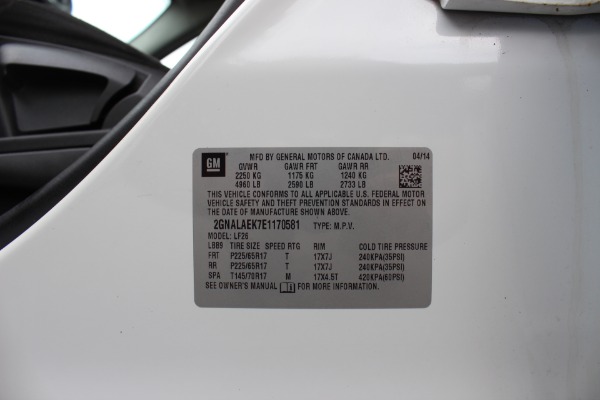 GM
MFD BY GENERAL MOTORS OF CANADA LTD. 04/14
GVWR GAWR FRT GAWR RR
2250 KG 1175 KG 1240 KG
4960 LB 2590 LB 2733 LB
THIS VEHICLE CONFORMS TO ALL APPLICABLE U.S. FEDERAL MOTOR
VEHICLE SAFETY AND THEFT PREVENTION STANDARDS IN EFFECT
ON THE DATE OF MANUFACTURE SHOWN ABOVE.
2GNALAEK7E1170581 TYPE: M.P.V.
MODEL: LF26
LBB9 TIRE SIZE SPEED RTG RIM COLD TIRE PRESSURE
FRT P225/65R17 T 17X7J 240KPA(35PSI)
RR P225/65R17 T 17X7J 240KPA(35PSI)
SPA T145/70R17 M 17X4.5T 420KPA(60PSI)
SEE OWNER'S MANUAL FOR MORE INFORMATION.